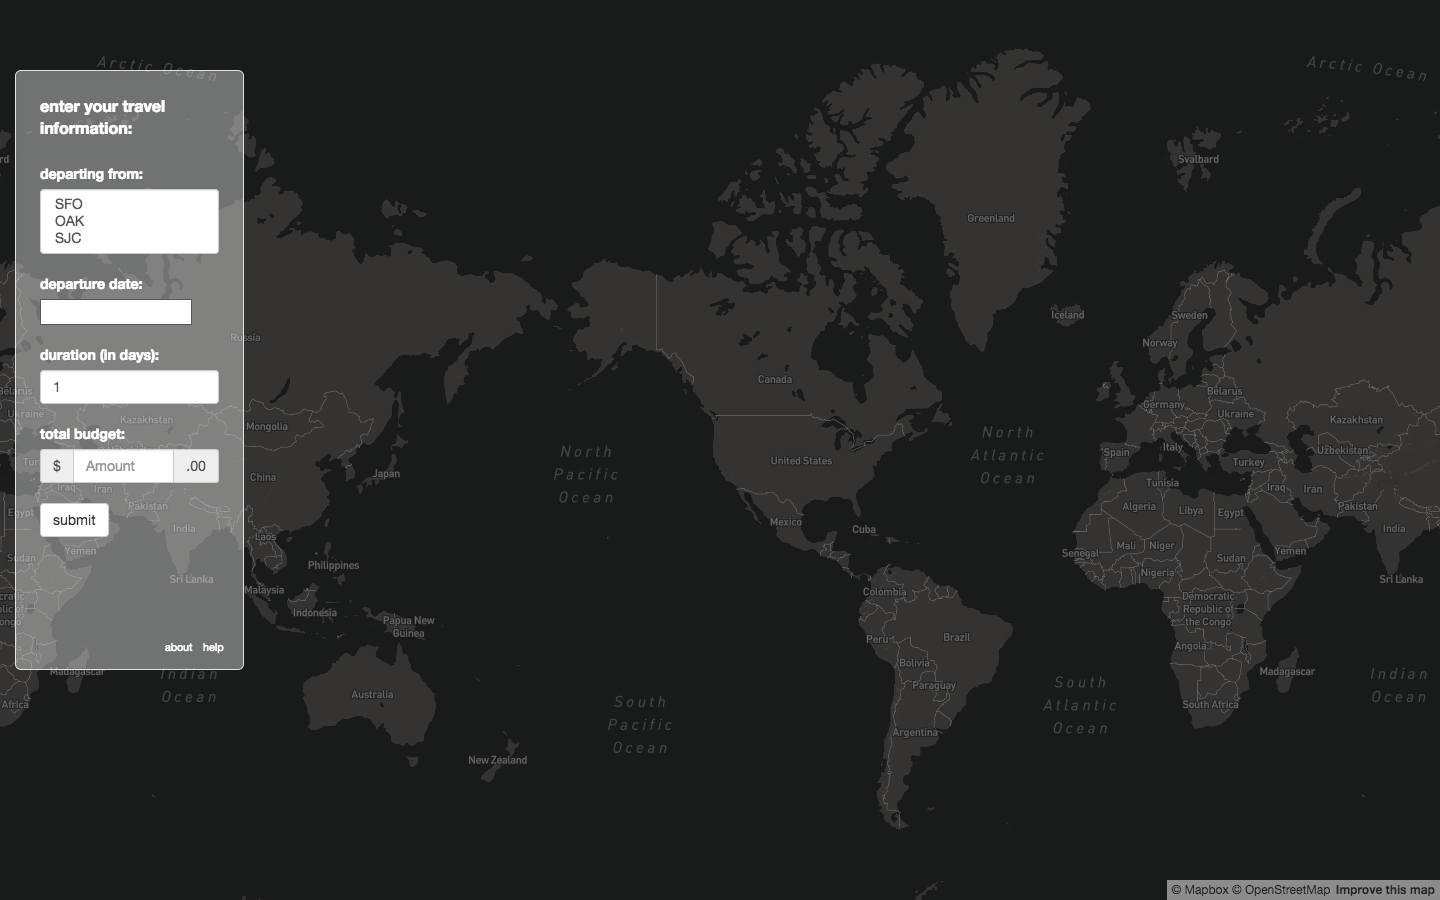 Arctic Ocean
Arctic Ocean
enter your travel
information:
departing from:
SFO
OAK
SJC
departure date:
duration (in days):
1
total budget:
$ Amount .00
submit
about help
Svalbard
Greenland
Iceland
Sweden
Norway
Russia
Canada
Belarus
Germany
Belarus
Ukraine
Ukraine
Kazakhstan
Kazakhstan
Mongolia
North
Pacific
Ocean
North
Atlantic
Ocean
United States
Spain
Italy
Turkey
Uzbekistan
China
Japan
Iraq
Iran
Tunisia
Iraq
Iran
Pakistan
Pakistan
Egypt
Algeria
Libya
Egypt
India
India
Mexico
Cuba
Laos
Yemen
Sudan
Senegal
Mali
Niger
Sudan
Yemen
Philippines
Nigeria
Sri Lanka
Sri Lanka
Malaysia
Indonesia
Colombia
Democratic
Republic of
the Congo
Papua New
Guinea
Peru
Brazil
Angola
Bolivia
Madagascar
Madagascar
Indian
Ocean
Indian
Ocean
Australia
Paraguay
South
Pacific
Ocean
South
Atlantic
Ocean
Africa
South Africa
Argentina
New Zealand
© Mapbox © OpenStreetMap Improve this map